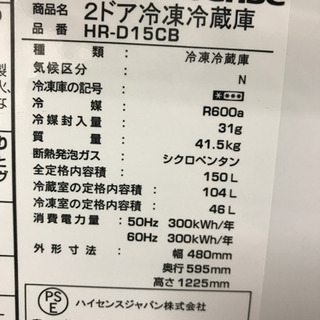 商品名 2ドア冷凍冷蔵庫
HR-D15CB
種類 冷凍冷蔵庫
気候区分 N
冷凍庫の記号
冷媒 R600a
冷媒封入量 31g
質量 41.5kg
断熱発泡ガス シクロペンタン
全定格内容積 150L
冷蔵室の定格内容積 104L
冷凍室の定格内容積 46L
消費電力量 50Hz 300kWh/年
60Hz 300kWh/年
外形寸法 幅 480mm
奥行 595mm
高さ 1225mm
PS
E
ハイセンスジャパン株式会社